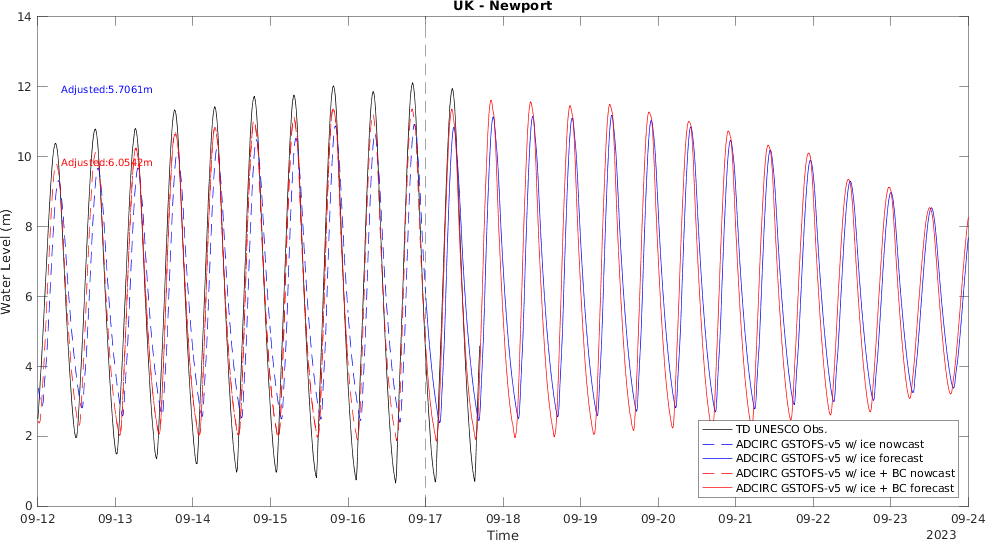 UK - Newport
14
12
10
8
6
4
2
0
Water Level (m)
Adjusted:5.7061m
Adjusted:6.0542m
TD UNESCO Obs.
ADCIRC GSTOFS-v5 w/ ice nowcast
ADCIRC GSTOFS-v5 w/ ice forecast
ADCIRC GSTOFS-v5 w/ ice + BC nowcast
ADCIRC GSTOFS-v5 w/ ice + BC forecast
09-12 09-13 09-14 09-15 09-16 09-17 09-18 09-19 09-20 09-21 09-22 09-23 09-24
Time
2023